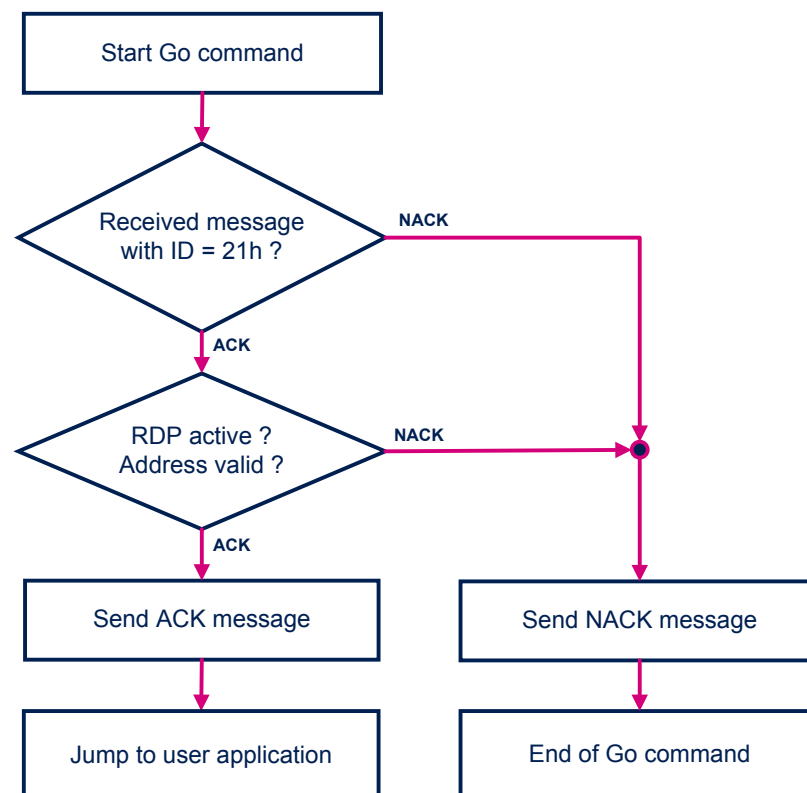 Start Go command
Received message
with ID = 21h ?
NACK
ACK
RDP active ?
Address valid ?
NACK
ACK
Send ACK message
Send NACK message
Jump to user application
End of Go command